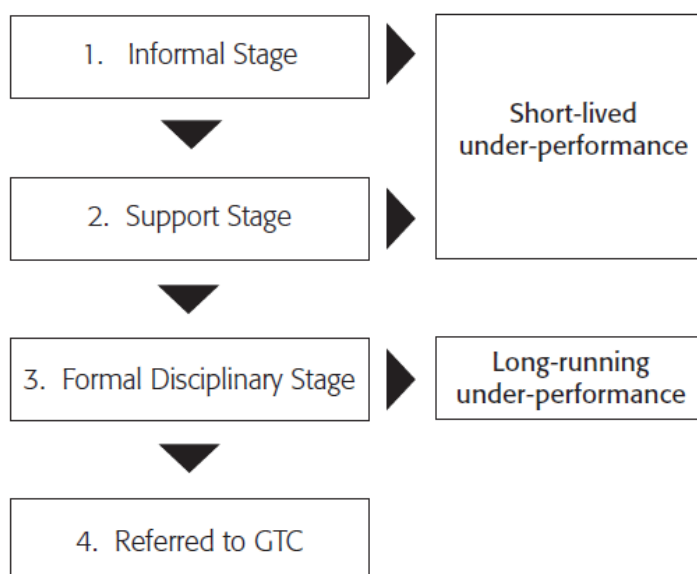 1. Informal Stage
Short-lived
under-performance
2. Support Stage
3. Formal Disciplinary Stage
Long-running
under-performance
4. Referred to GTC